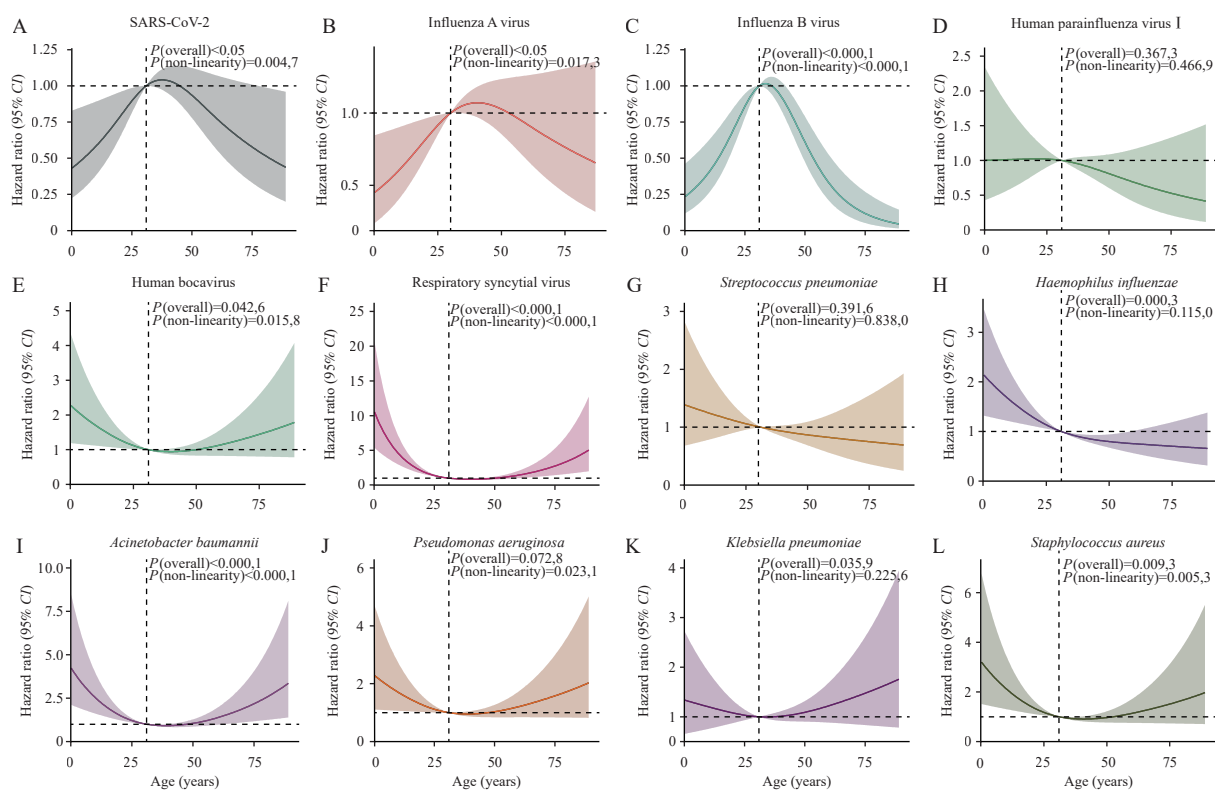 A
SARS-CoV-2
P(overall)<0.05
P(non-linearity)=0.004,7
Hazard ratio (95% CI)
1.25
1.00
0.75
0.50
0.25
0
0 25 50 75
B
Influenza A virus
P(overall)<0.05
P(non-linearity)=0.017,3
Hazard ratio (95% CI)
1.0
0.5
0
0 25 50 75
C
Influenza B virus
P(overall)<0.000,1
P(non-linearity)<0.000,1
Hazard ratio (95% CI)
1.25
1.00
0.75
0.50
0.25
0
0 25 50 75
D
Human parainfluenza virus I
P(overall)=0.367,3
P(non-linearity)=0.466,9
Hazard ratio (95% CI)
2.5
2.0
1.5
1.0
0.5
0
0 25 50 75
E
Human bocavirus
P(overall)=0.042,6
P(non-linearity)=0.015,8
Hazard ratio (95% CI)
5
4
3
2
1
0
0 25 50 75
F
Respiratory syncytial virus
P(overall)<0.000,1
P(non-linearity)<0.000,1
Hazard ratio (95% CI)
25
20
15
10
5
0
0 25 50 75
G
Streptococcus pneumoniae
P(overall)=0.391,6
P(non-linearity)=0.838,0
Hazard ratio (95% CI)
3
2
1
0
0 25 50 75
H
Haemophilus influenzae
P(overall)=0.000,3
P(non-linearity)=0.115,0
Hazard ratio (95% CI)
3
2
1
0
0 25 50 75
I
Acinetobacter baumannii
P(overall)<0.000,1
P(non-linearity)<0.000,1
Hazard ratio (95% CI)
10.0
7.5
5.0
2.5
0
0 25 50 75
Age (years)
J
Pseudomonas aeruginosa
P(overall)=0.072,8
P(non-linearity)=0.023,1
Hazard ratio (95% CI)
6
4
2
0
0 25 50 75
Age (years)
K
Klebsiella pneumoniae
P(overall)=0.035,9
P(non-linearity)=0.225,6
Hazard ratio (95% CI)
4
3
2
1
0
0 25 50 75
Age (years)
L
Staphylococcus aureus
P(overall)=0.009,3
P(non-linearity)=0.005,3
Hazard ratio (95% CI)
6
4
2
0
0 25 50 75
Age (years)